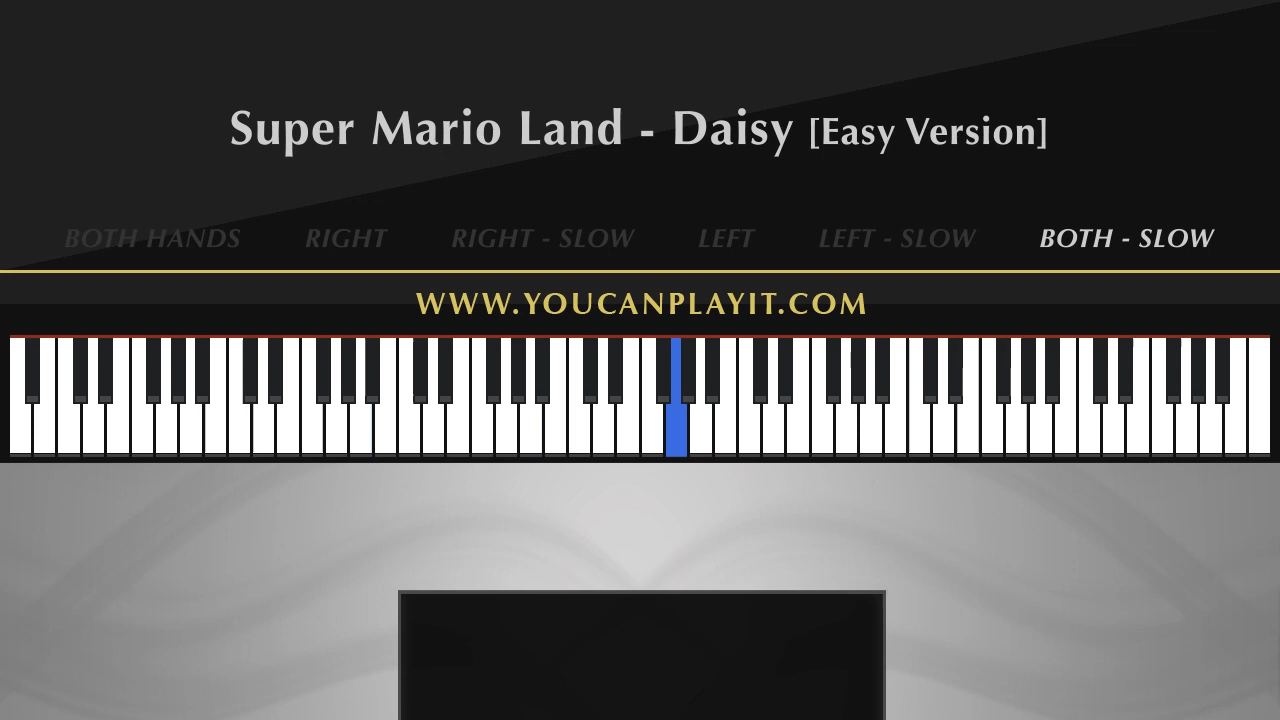 Super Mario Land - Daisy [Easy Version]
BOTH HANDS RIGHT RIGHT - SLOW LEFT LEFT - SLOW BOTH - SLOW
WWW.YOUCANPLAYIT.COM